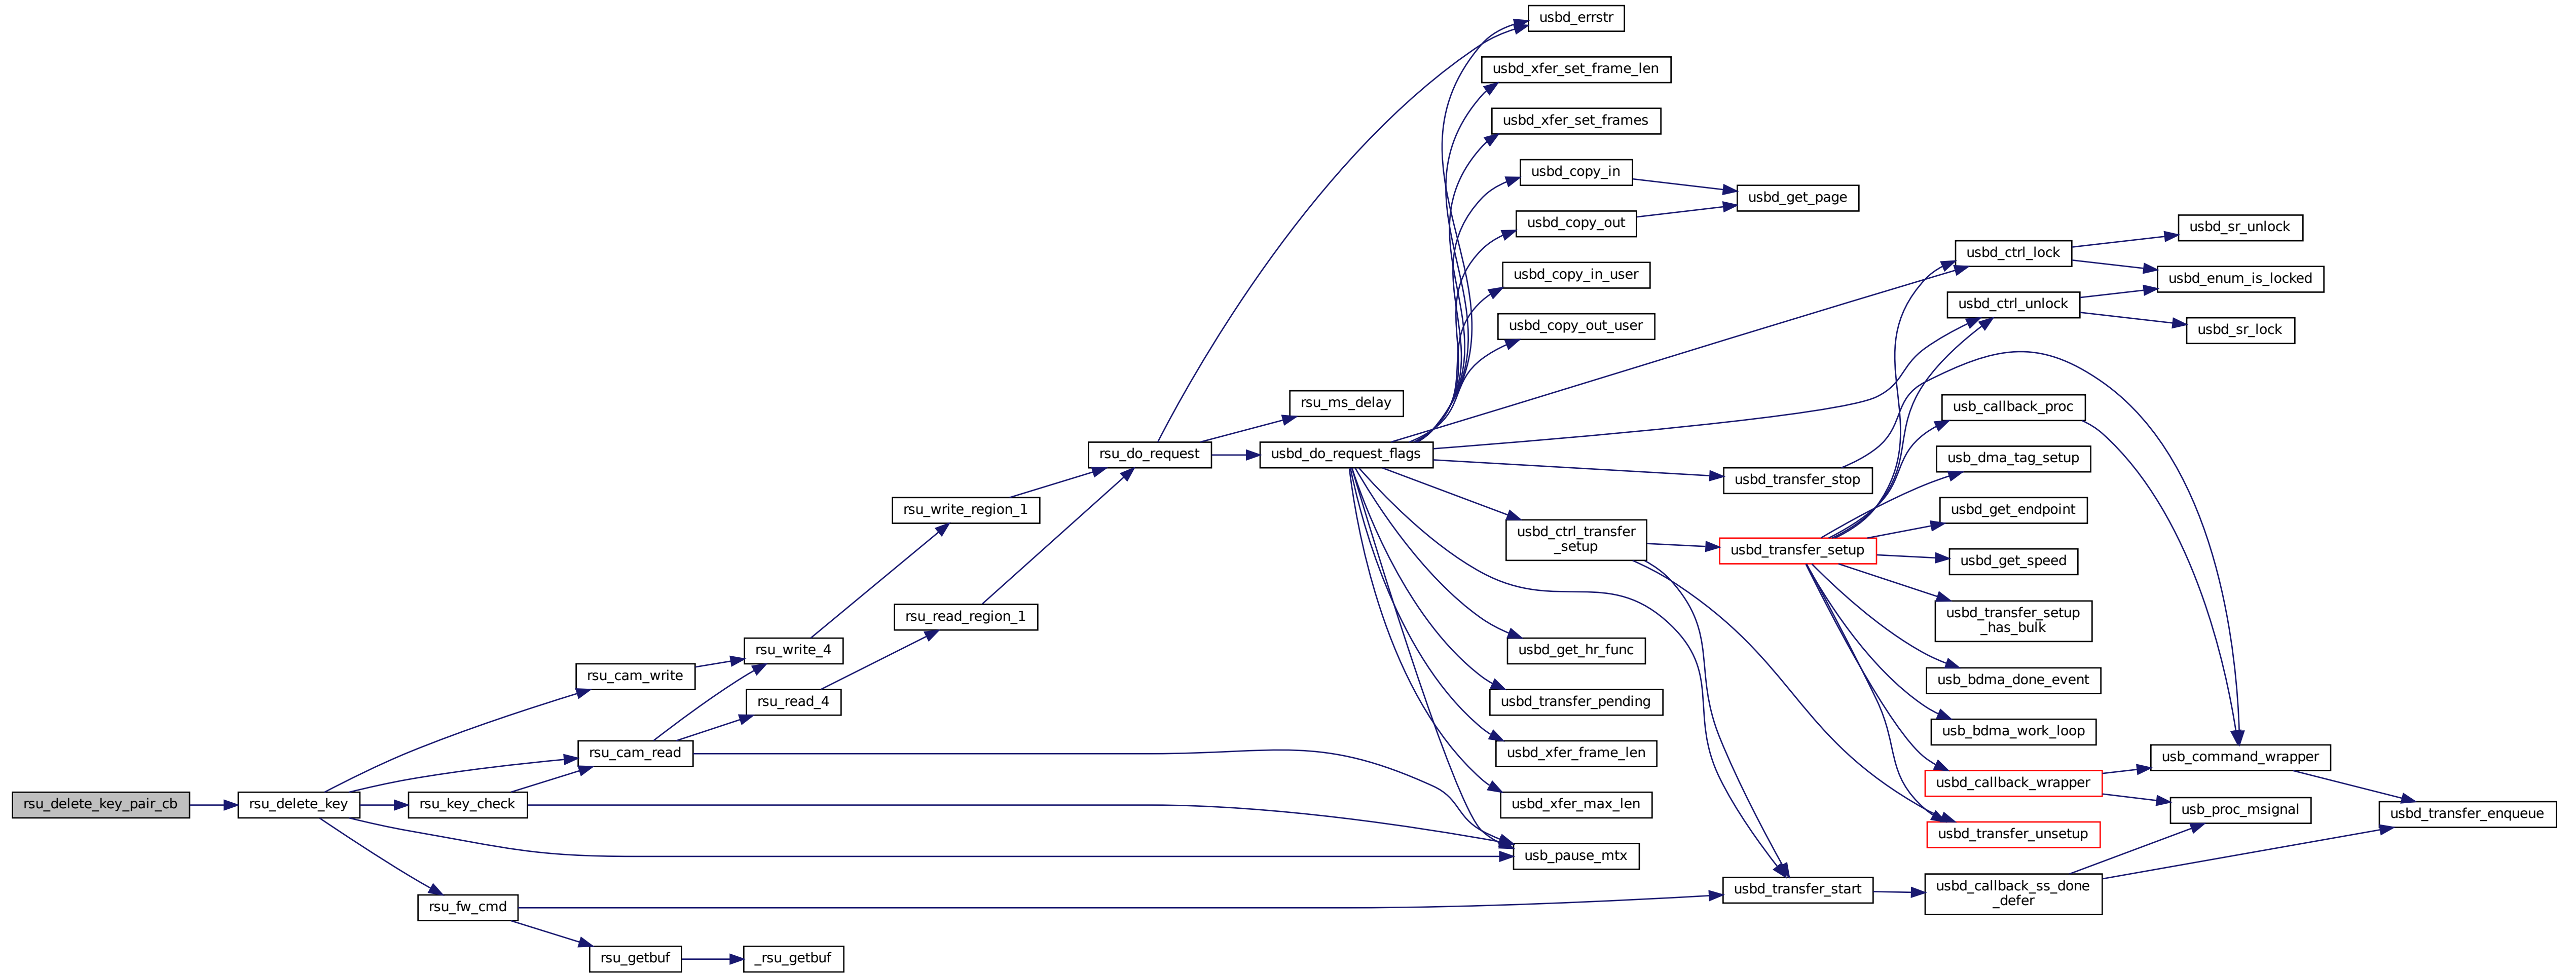 rsu_delete_key_pair_cb
rsu_delete_key
rsu_cam_write
rsu_cam_read
rsu_key_check
rsu_fw_cmd
rsu_getbuf
_rsu_getbuf
rsu_write_4
rsu_read_4
rsu_write_region_1
rsu_read_region_1
rsu_do_request
rsu_ms_delay
usbd_do_request_flags
usbd_errstr
usbd_xfer_set_frame_len
usbd_xfer_set_frames
usbd_copy_in
usbd_copy_out
usbd_copy_in_user
usbd_copy_out_user
usbd_ctrl_transfer
_setup
usbd_get_hr_func
usbd_transfer_pending
usbd_xfer_frame_len
usbd_xfer_max_len
usb_pause_mtx
usbd_get_page
usbd_transfer_stop
usbd_transfer_setup
usbd_transfer_start
usbd_ctrl_lock
usbd_ctrl_unlock
usb_callback_proc
usb_dma_tag_setup
usbd_get_endpoint
usbd_get_speed
usbd_transfer_setup
_has_bulk
usb_bdma_done_event
usb_bdma_work_loop
usbd_callback_wrapper
usbd_transfer_unsetup
usbd_callback_ss_done
_defer
usbd_sr_unlock
usbd_enum_is_locked
usbd_sr_lock
usb_command_wrapper
usb_proc_msignal
usbd_transfer_enqueue